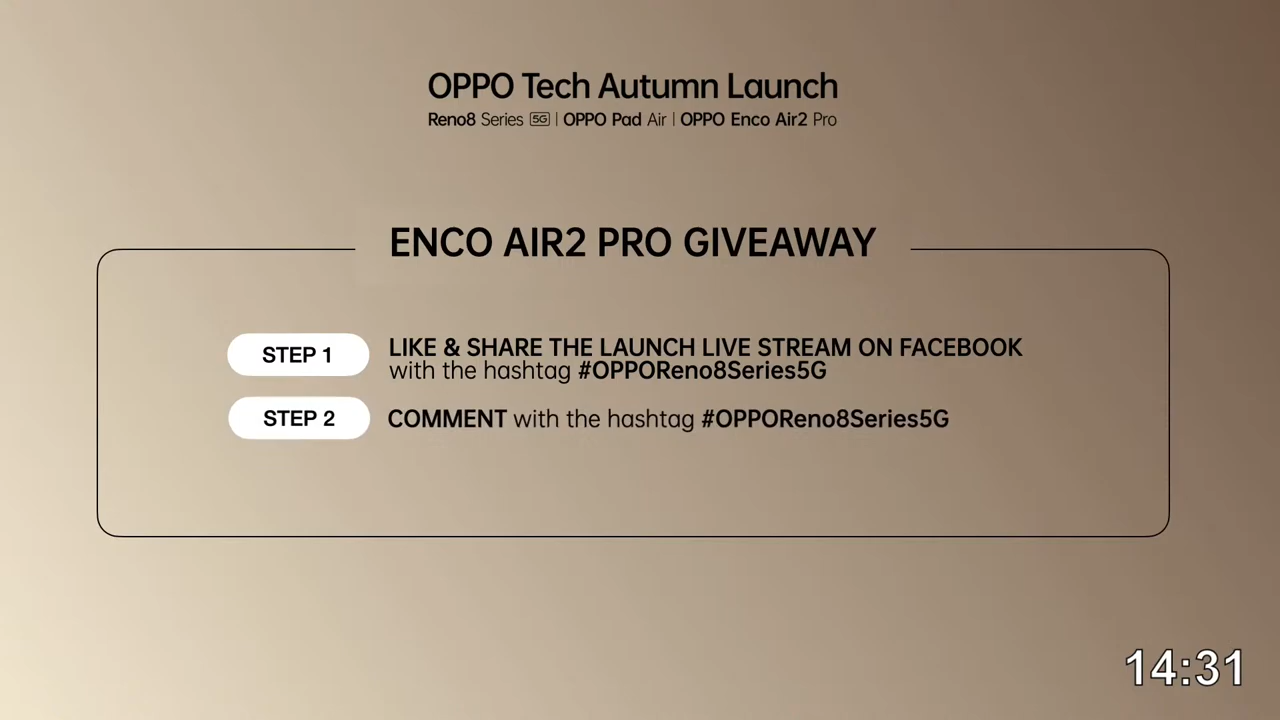 OPPO Tech Autumn Launch
Reno8 Series 5G | OPPO Pad Air | OPPO Enco Air2 Pro
ENCO AIR2 PRO GIVEAWAY
STEP 1
LIKE & SHARE THE LAUNCH LIVE STREAM ON FACEBOOK
with the hashtag #OPPOReno8Series5G
STEP 2
COMMENT with the hashtag #OPPOReno8Series5G
14:31